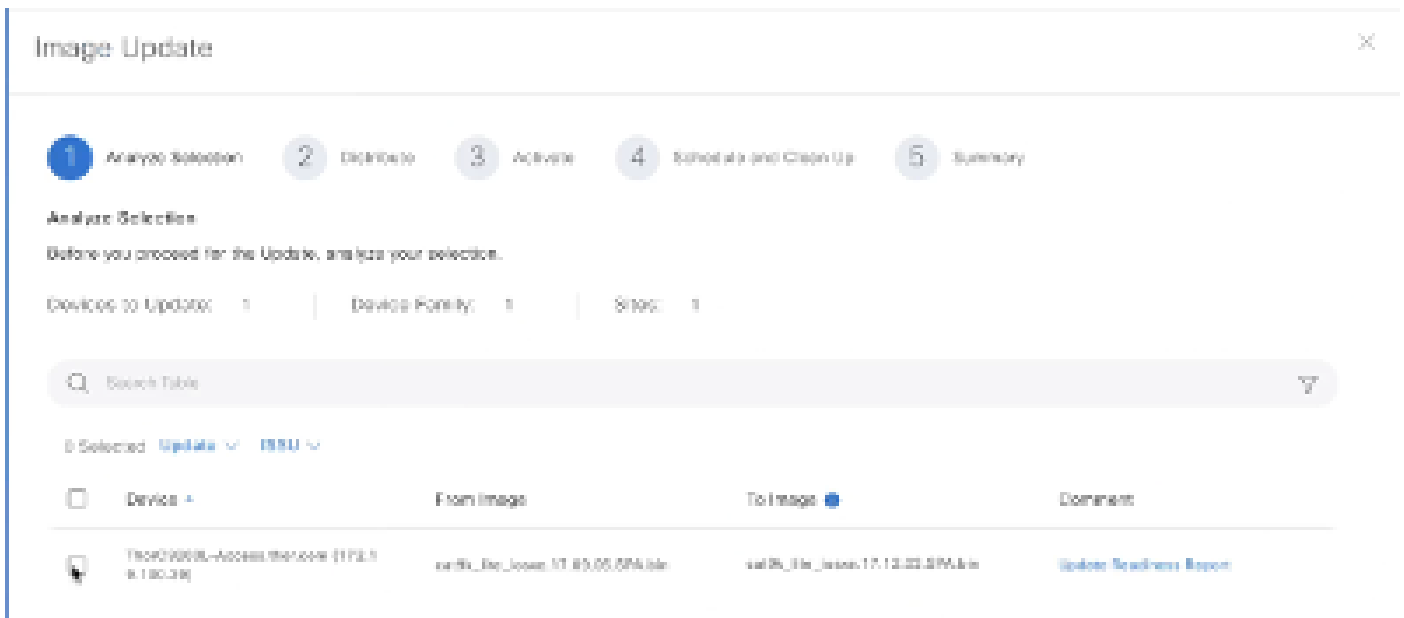 Image Update
1 Analyze Selection 2 Distribute 3 Activate 4 Schedule and Clean Up 5 Summary
Analyze Selection
Before you proceed for the Update, analyze your selection.
Devices to Update: 1 Device Family: 1 Sites: 1
Search Table
0 Selected Update ISSU
Device From Image To Image Comment
Update Readiness Report